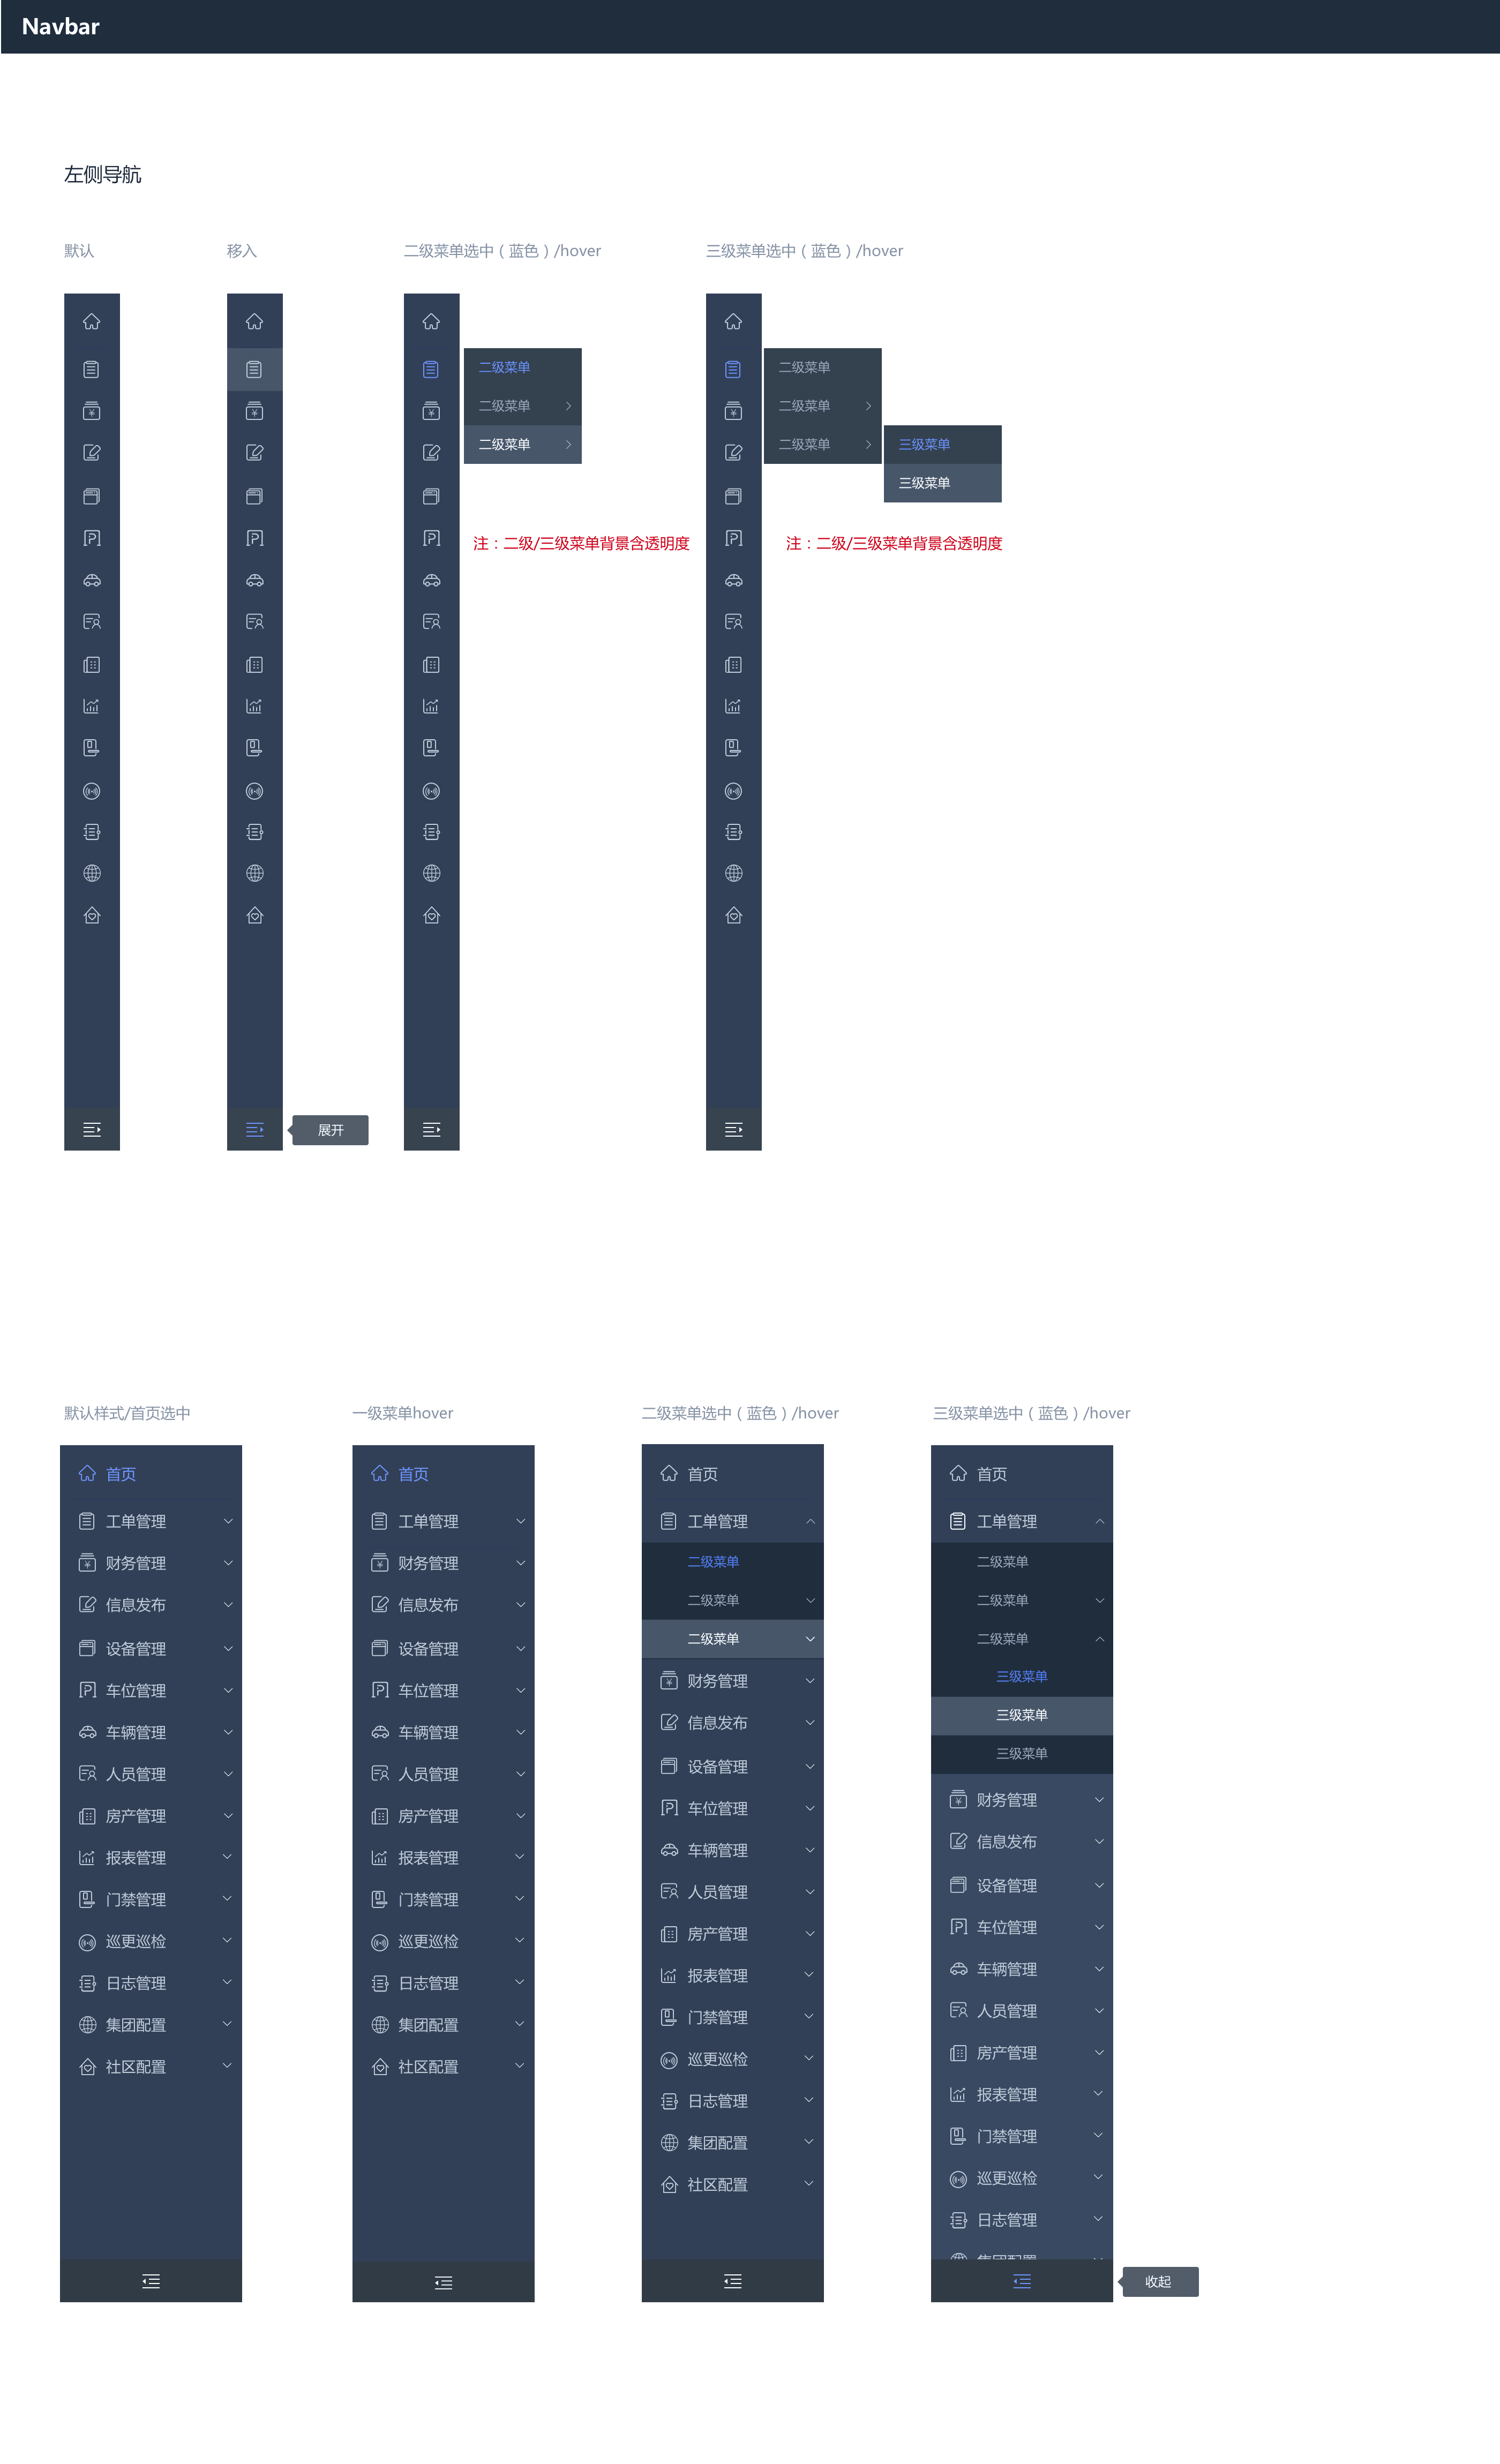 Navbar
左侧导航
默认
移入
二级菜单选中（蓝色）/hover
三级菜单选中（蓝色）/hover
二级菜单
二级菜单
二级菜单
注：二级/三级菜单背景含透明度
二级菜单
二级菜单
二级菜单
三级菜单
三级菜单
注：二级/三级菜单背景含透明度
展开
默认样式/首页选中
一级菜单hover
二级菜单选中（蓝色）/hover
三级菜单选中（蓝色）/hover
首页
工单管理
财务管理
信息发布
设备管理
车位管理
车辆管理
人员管理
房产管理
报表管理
门禁管理
巡更巡检
日志管理
集团配置
社区配置
首页
工单管理
财务管理
信息发布
设备管理
车位管理
车辆管理
人员管理
房产管理
报表管理
门禁管理
巡更巡检
日志管理
集团配置
社区配置
首页
工单管理
二级菜单
二级菜单
二级菜单
财务管理
信息发布
设备管理
车位管理
车辆管理
人员管理
房产管理
报表管理
门禁管理
巡更巡检
日志管理
集团配置
社区配置
首页
工单管理
二级菜单
二级菜单
二级菜单
三级菜单
三级菜单
三级菜单
财务管理
信息发布
设备管理
车位管理
车辆管理
人员管理
房产管理
报表管理
门禁管理
巡更巡检
日志管理
收起